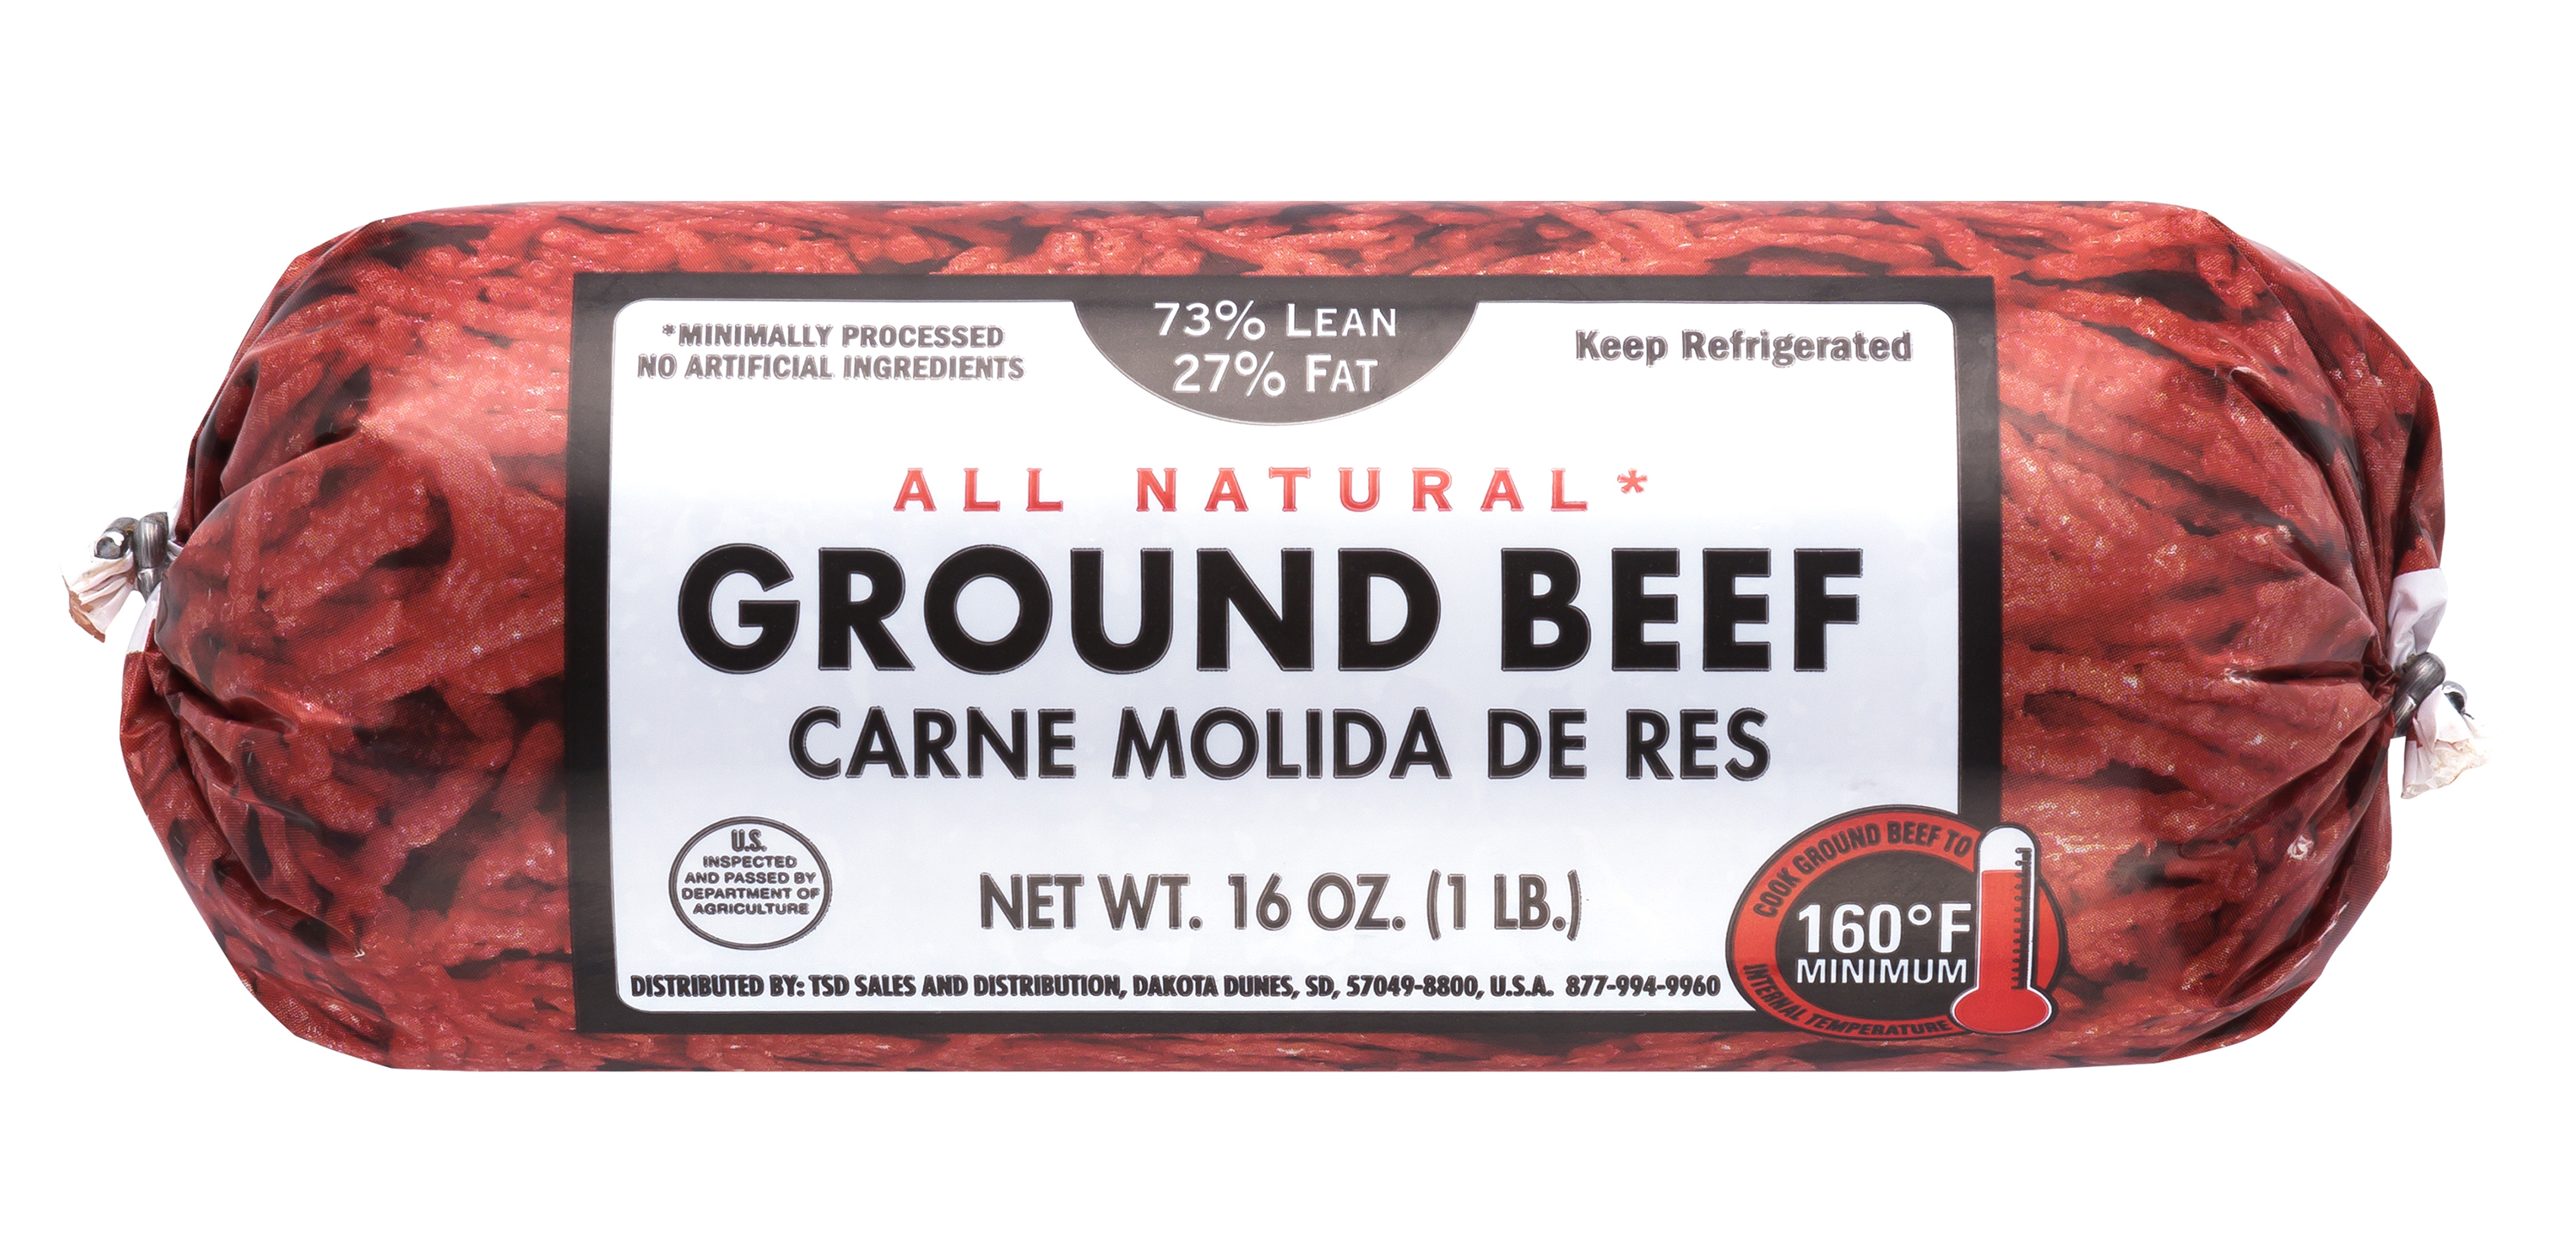 *MINIMALLY PROCESSED
NO ARTIFICIAL INGREDIENTS
73% LEAN
27% FAT
Keep Refrigerated
ALL NATURAL*
GROUND BEEF
CARNE MOLIDA DE RES
U.S.
INSPECTED
AND PASSED BY
DEPARTMENT OF
AGRICULTURE
NET WT. 16 OZ. (1 LB.)
COOK GROUND BEEF TO
160°F
MINIMUM
INTERNAL TEMPERATURE
DISTRIBUTED BY: TSD SALES AND DISTRIBUTION, DAKOTA DUNES, SD, 57049-8800, U.S.A. 877-994-9960